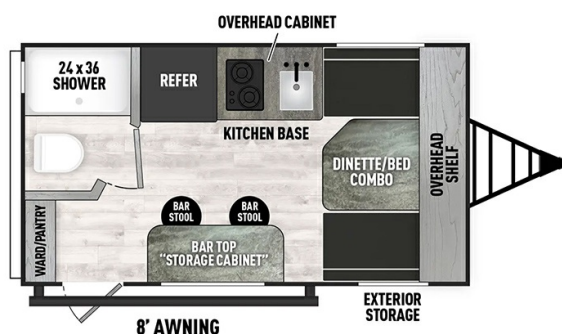 OVERHEAD CABINET
24 x 36
SHOWER
REFER
KITCHEN BASE
DINETTE/BED
COMBO
OVERHEAD
SHELF
BAR
STOOL
BAR
STOOL
WARD/PANTRY
BAR TOP
“STORAGE CABINET”
EXTERIOR
STORAGE
8’ AWNING